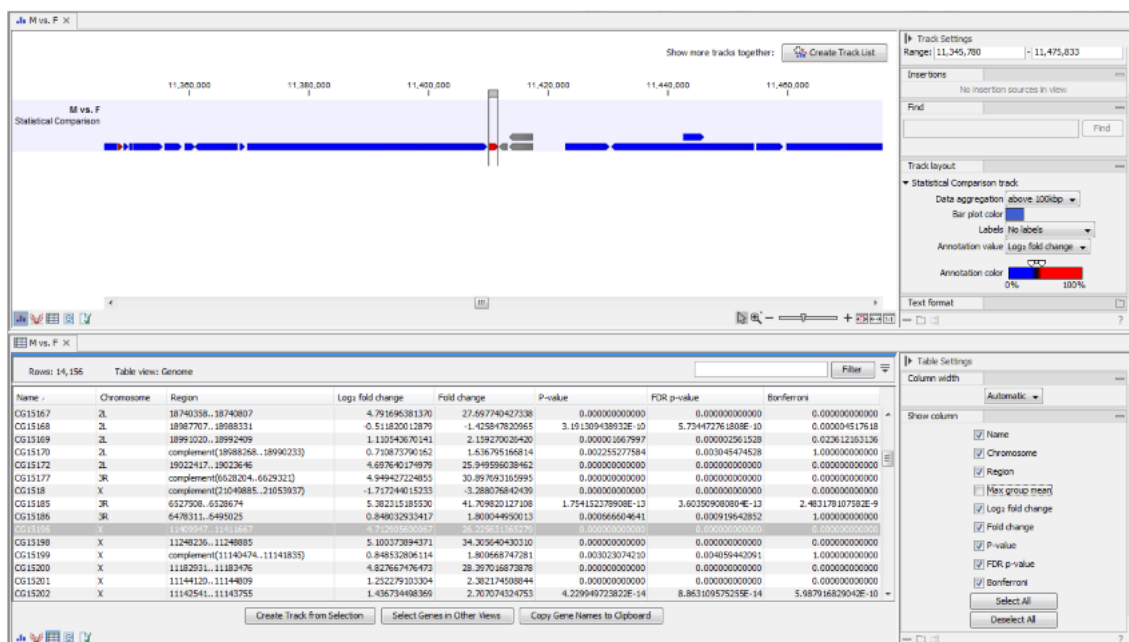 M vs. F
Show more tracks together: Create Track List
11,360,000 11,380,000 11,400,000 11,420,000 11,440,000 11,460,000
M vs. F
Statistical Comparison
Track Settings
Range: 11,345,780 - 11,475,833
Insertions
No insertion sources in view
Find
Find
Track layout
Statistical Comparison track
Data aggregation above 100kbp
Bar plot color
Labels No labels
Annotation value Log₂ fold change
Annotation color
0% 100%
Text format
M vs. F
Rows: 14,156 Table view: Genome Filter
Name Chromosome Region Log₂ fold change Fold change P-value FDR p-value Bonferroni
CG15167 2L 18740358..18740807 4.791696381370 27.697740427338 0.000000000000 0.000000000000 0.000000000000
CG15168 2L 18987707..18988331 -0.511820012879 -1.425847820965 3.191309438932E-10 5.734472761808E-10 0.000004517618
CG15169 2L 18991020..18992409 1.110543670141 2.159270026420 0.000001667997 0.000002561528 0.023612163136
CG15170 2L complement(18988268..18990233) 0.710873790162 1.636795166814 0.002255277584 0.003045474528 1.000000000000
CG15172 2L 19022417..19023646 4.697640174979 25.949596038462 0.000000000000 0.000000000000 0.000000000000
CG15177 3R complement(6628204..6629321) 4.949427224855 30.897693165995 0.000000000000 0.000000000000 0.000000000000
CG1518 X complement(21049885..21053937) -1.717244015233 -3.288076842439 0.000000000000 0.000000000000 0.000000000000
CG15185 3R 6527508..6528674 5.382315185530 41.709820127108 1.754152378908E-13 3.603509080804E-13 2.483178107582E-9
CG15186 3R 6478311..6495025 0.848032933417 1.800044950013 0.000666604641 0.000919642852 1.000000000000
CG15196 X 11409947..11411667 4.712905600867 26.225631365279 0.000000000000 0.000000000000 0.000000000000
CG15198 X 11248236..11248885 5.100373894371 34.305640430310 0.000000000000 0.000000000000 0.000000000000
CG15199 X complement(11140474..11141835) 0.848532806114 1.800668747281 0.003023074210 0.004059442091 1.000000000000
CG15200 X 11182931..11183476 4.827667476473 28.397016873878 0.000000000000 0.000000000000 0.000000000000
CG15201 X 11144120..11144809 1.252279103304 2.382174508844 0.000000000000 0.000000000000 0.000000000000
CG15202 X 11142541..11143755 1.436734498369 2.707074324753 4.229949723822E-14 8.863109575255E-14 5.987916829042E-10
Create Track from Selection Select Genes in Other Views Copy Gene Names to Clipboard
Table Settings
Column width
Automatic
Show column
Name
Chromosome
Region
Max group mean
Log₂ fold change
Fold change
P-value
FDR p-value
Bonferroni
Select All
Deselect All